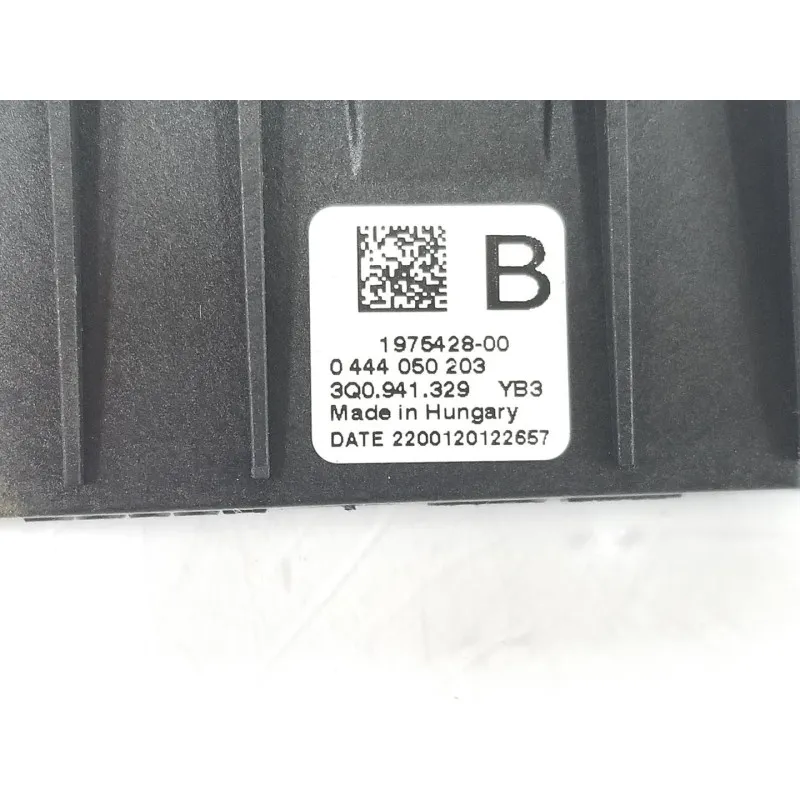 B
1975428-00
0 444 050 203
3Q0.941.329 YB3
Made in Hungary
DATE 2200120122657